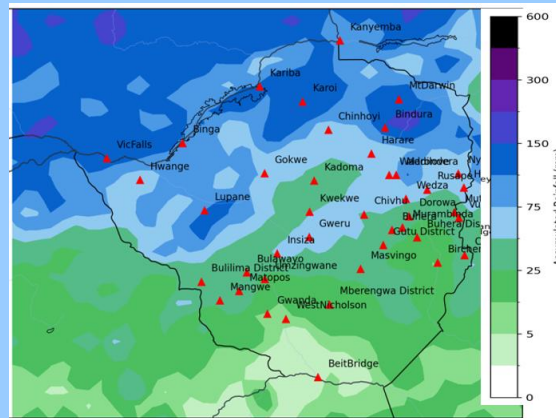 600
Kanyemba
300
Kariba
Karoi
MtDarwin
Bindura
Chinhoyi
150
Harare
Binga
VicFalls
Gokwe
Hwange
Kadoma
Rusape
Wedza
75
Lupane
Kwekwe
Chivhu
Dorowa
Murambinda
Gweru
Gutu District
Insiza
Masvingo
Bulawayo
Umzingwane
25
Bulilima District
Matopos
Mangwe
Mberengwa District
Gwanda
WestNicholson
5
BeitBridge
0